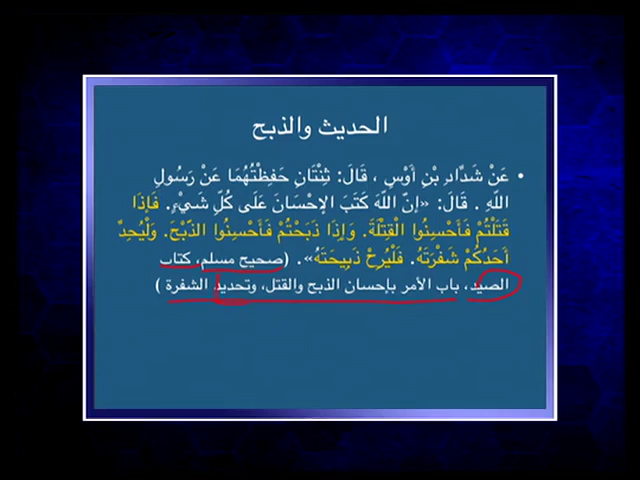 الحديث والذبح
• عَنْ شَدَّادِ بْنِ أَوْسٍ ، قَالَ: ثِنْتَانِ حَفِظْتُهُمَا عَنْ رَسُولِ
اللّهِ . قَالَ: «إنَّ اللّهَ كَتَبَ الإِحْسَانَ عَلَى كُلِّ شَيْءٍ. فَإِذَا
قَتَلْتُمْ فَأَحْسِنُوا الْقِتْلَةَ. وَإِذَا ذَبَحْتُمْ فَأَحْسِنُوا الذَّبْحَ. وَلْيُحِدَّ
أَحَدُكُمْ شَفْرَتَهُ. فَلْيُرِحْ ذَبِيحَتَهُ». (صحيح مسلم، كتاب
الصيد، باب الأمر بإحسان الذبح والقتل، وتحديد الشفرة )